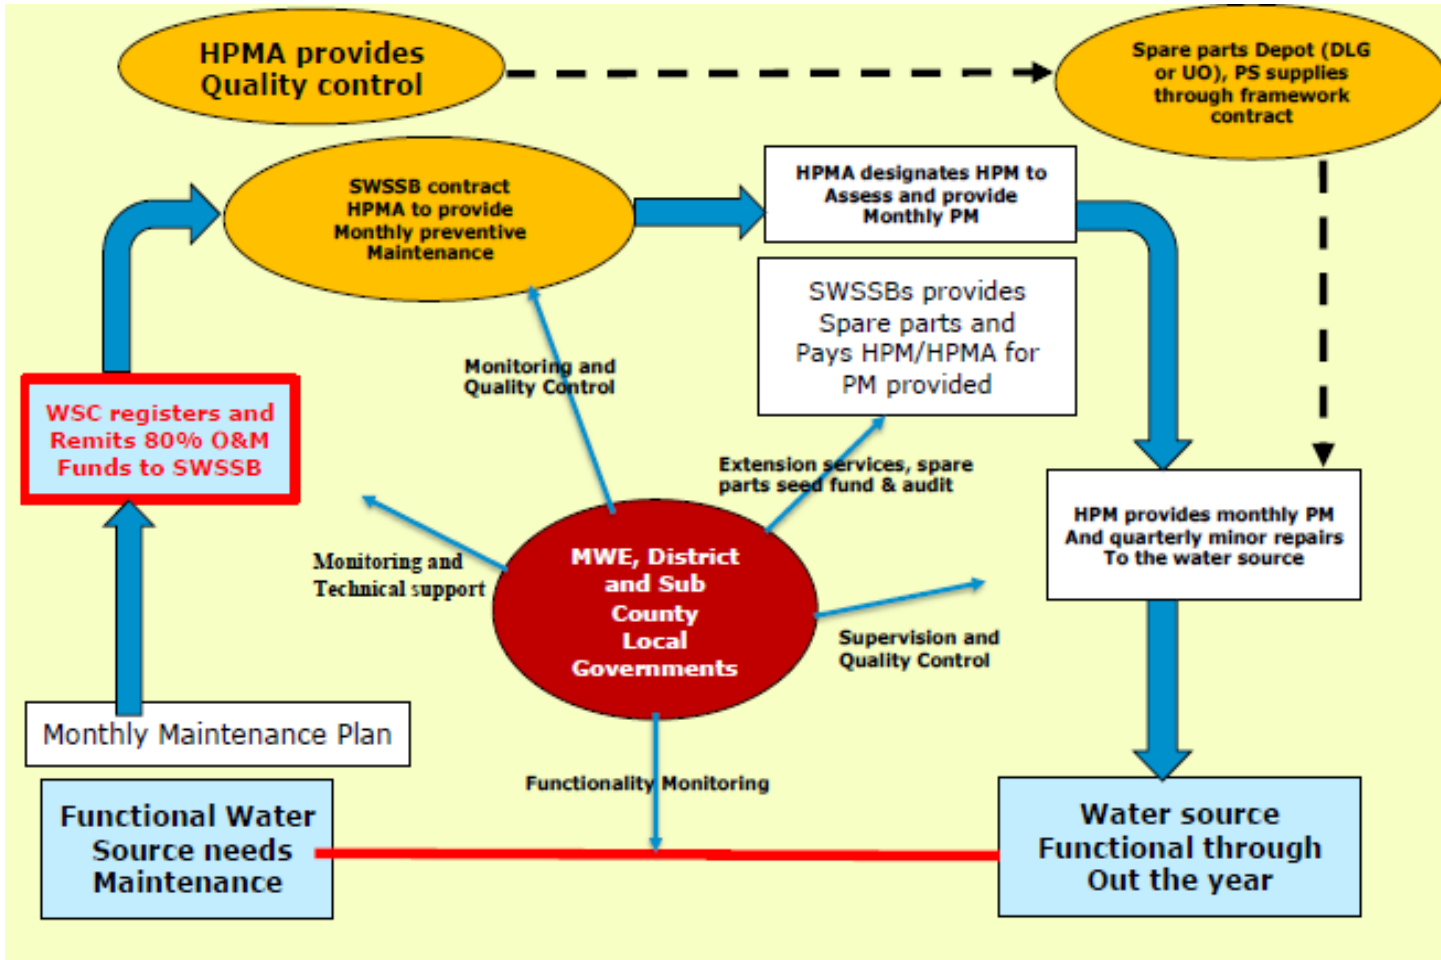 HPMA provides
Quality control
Spare parts Depot (DLG
or UO), PS supplies
through framework
contract
SWSSB contract
HPMA to provide
Monthly preventive
Maintenance
HPMA designates HPM to
Assess and provide
Monthly PM
SWSSBs provides
Spare parts and
Pays HPM/HPMA for
PM provided
Monitoring and
Quality Control
WSC registers and
Remits 80% O&M
Funds to SWSSB
Extension services, spare
parts seed fund & audit
HPM provides monthly PM
And quarterly minor repairs
To the water source
Monitoring and
Technical support
MWE, District
and Sub
County
Local
Governments
Supervision and
Quality Control
Monthly Maintenance Plan
Functionality Monitoring
Functional Water
Source needs
Maintenance
Water source
Functional through
Out the year